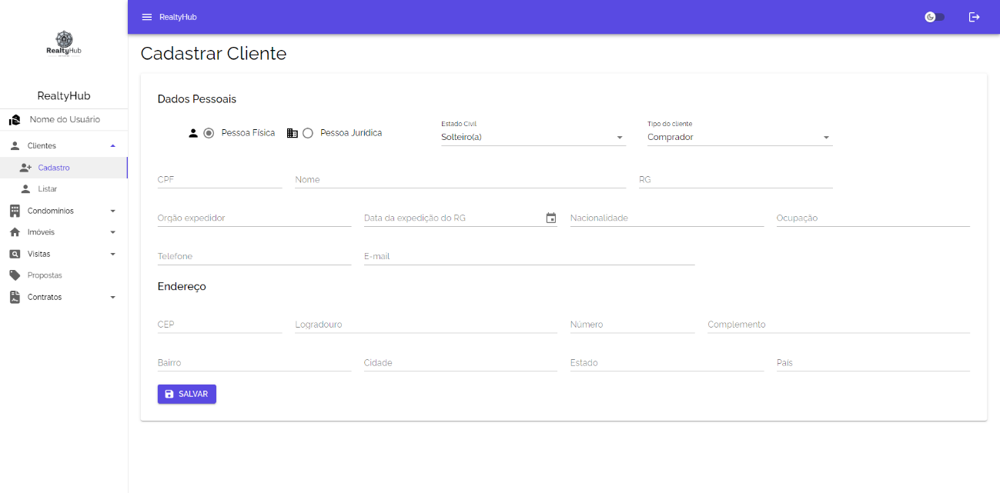 RealtyHub
RealtyHub
RealtyHub
Nome do Usuário
Clientes
Cadastro
Listar
Condomínios
Imóveis
Visitas
Propostas
Contratos
Cadastrar Cliente
Dados Pessoais
Pessoa Física
Pessoa Jurídica
Estado Civil
Solteiro(a)
Tipo do cliente
Comprador
CPF Nome RG
Orgão expedidor Data da expedição do RG Nacionalidade Ocupação
Telefone E-mail
Endereço
CEP Logradouro Número Complemento
Bairro Cidade Estado País
SALVAR